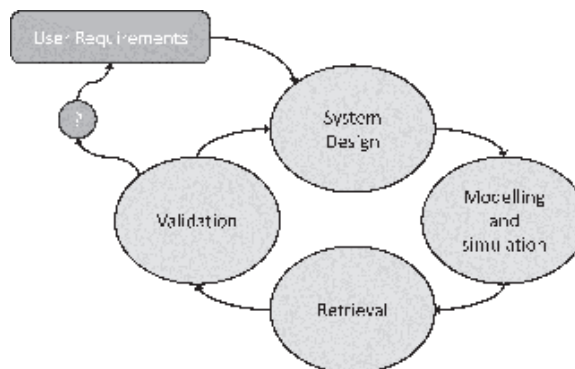 User Requirements
?
System
Design
Modelling
and
simulation
Validation
Retrieval